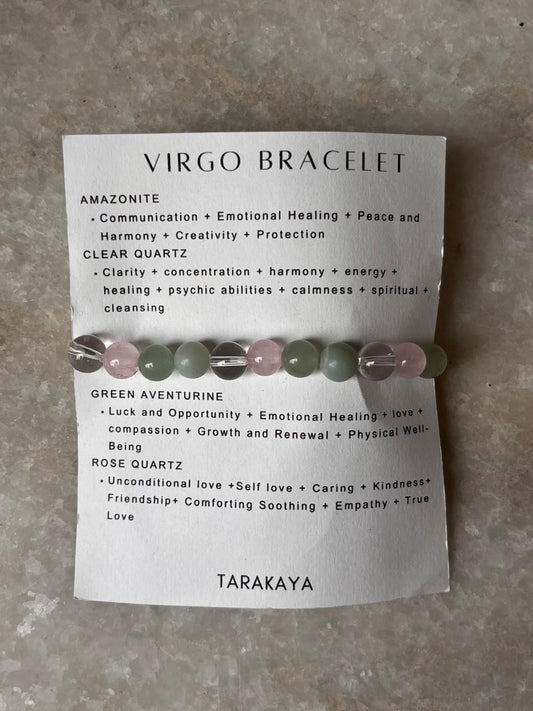 VIRGO BRACELET
AMAZONITE
• Communication + Emotional Healing + Peace and
Harmony + Creativity + Protection
CLEAR QUARTZ
• Clarity + concentration + harmony + energy +
healing + psychic abilities + calmness + spiritual +
cleansing
GREEN AVENTURINE
• Luck and Opportunity + Emotional Healing + love +
compassion + Growth and Renewal + Physical Well-
Being
ROSE QUARTZ
• Unconditional love +Self love + Caring + Kindness+
Friendship+ Comforting Soothing + Empathy + True
Love
TARAKAYA